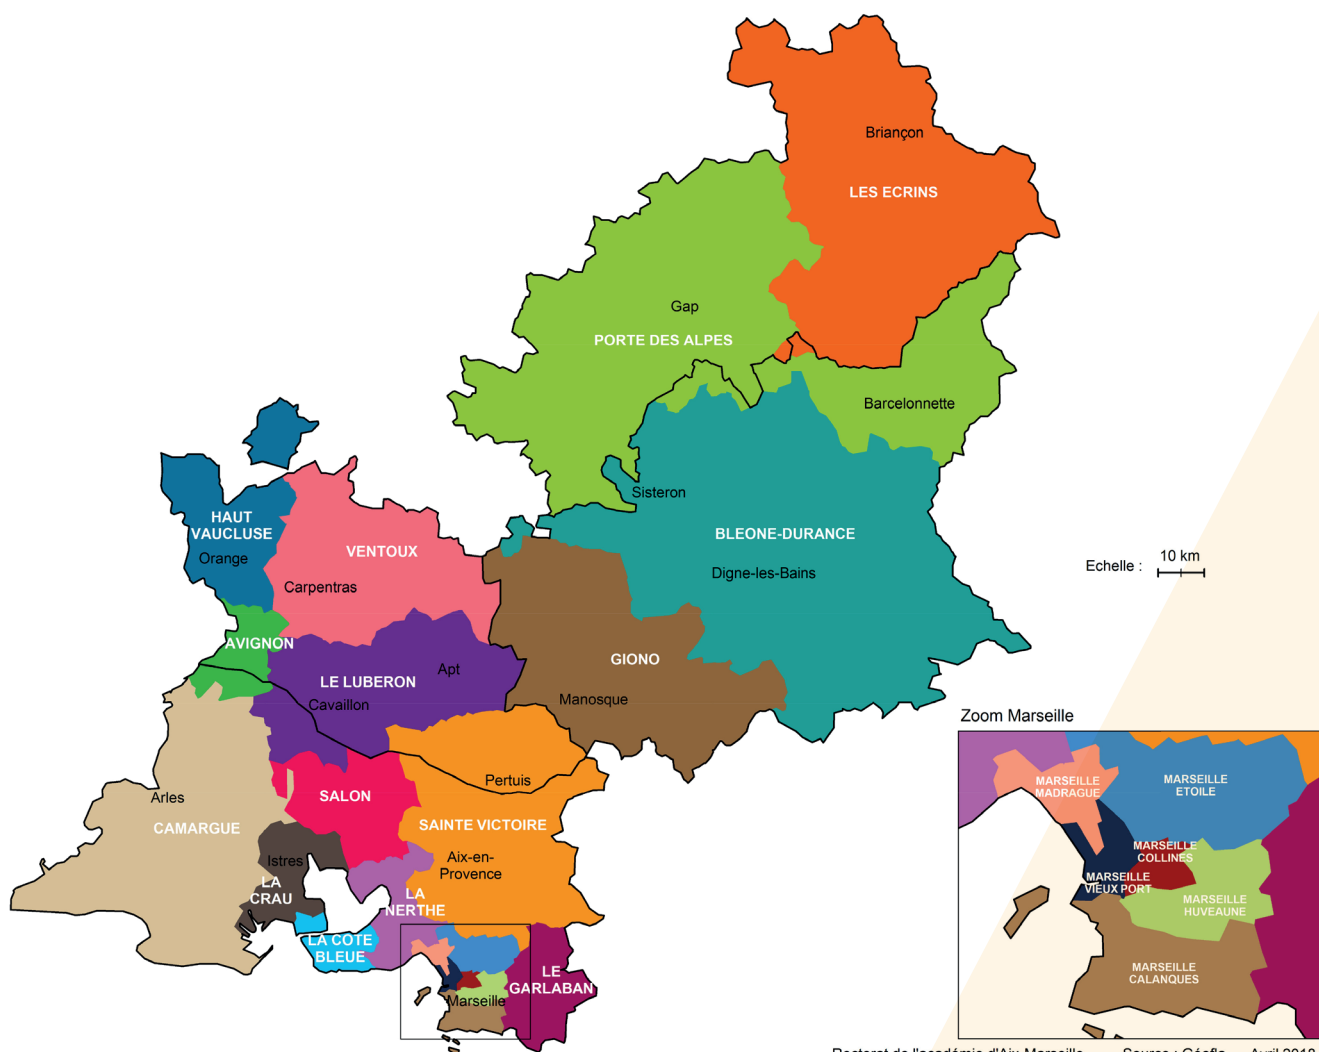 Briançon
LES ECRINS
Gap
PORTE DES ALPES
Barcelonnette
Sisteron
HAUT
VAUCLUSE
BLEONE-DURANCE
VENTOUX
Orange
Echelle :
10 km
Digne-les-Bains
Carpentras
AVIGNON
GIONO
Apt
LE LUBERON
Manosque
Cavaillon
Zoom Marseille
Pertuis
MARSEILLE
MADRAGUE
MARSEILLE
ETOILE
SALON
Arles
CAMARGUE
SAINTE VICTOIRE
MARSEILLE
COLLINES
Istres
Aix-en-
Provence
MARSEILLE
VIEUX PORT
LA
CRAU
LA
NERTHE
MARSEILLE
HUVEAUNE
LA COTE
BLEUE
MARSEILLE
CALANQUES
LE
GARLABAN
Marseille